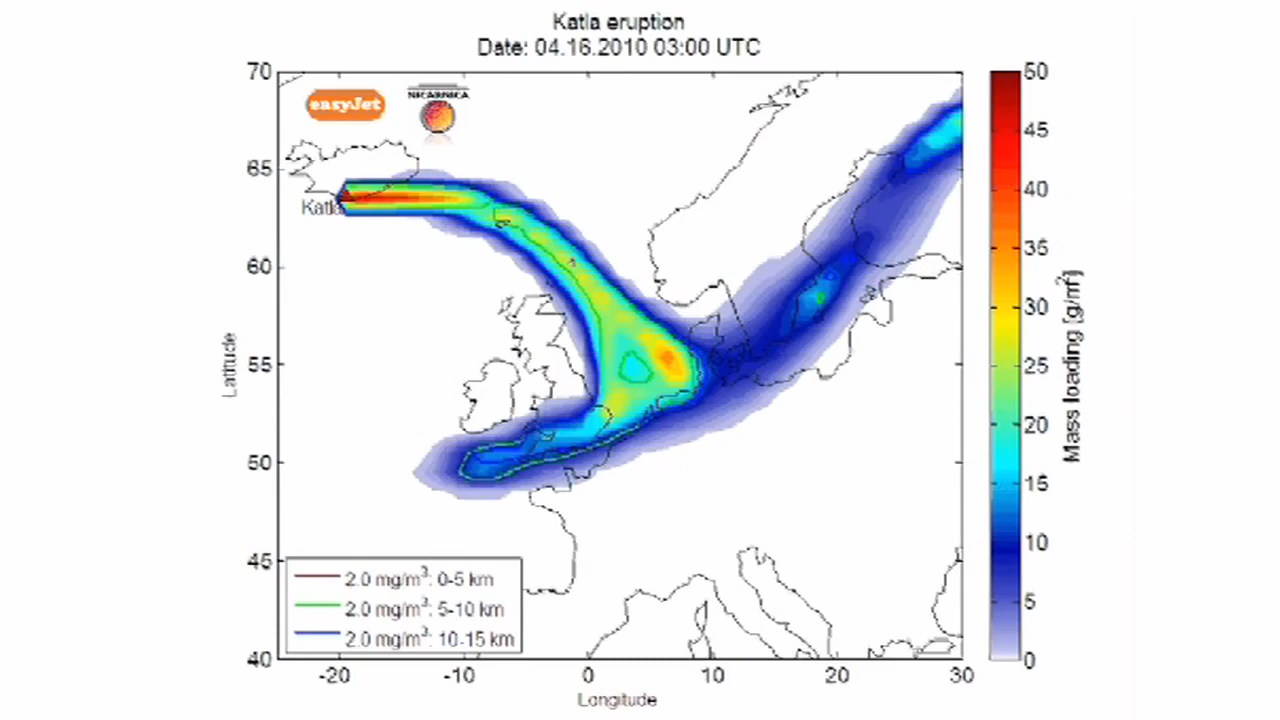 Katla eruption
Date: 04.16.2010 03:00 UTC
easyJet
NICARNICA
Katla
70
65
60
55
50
45
40
Latitude
-20
-10
0
10
20
30
Longitude
2.0 mg/m³: 0-5 km
2.0 mg/m³: 5-10 km
2.0 mg/m³: 10-15 km
50
45
40
35
30
25
20
15
10
5
0
Mass loading [g/m²]